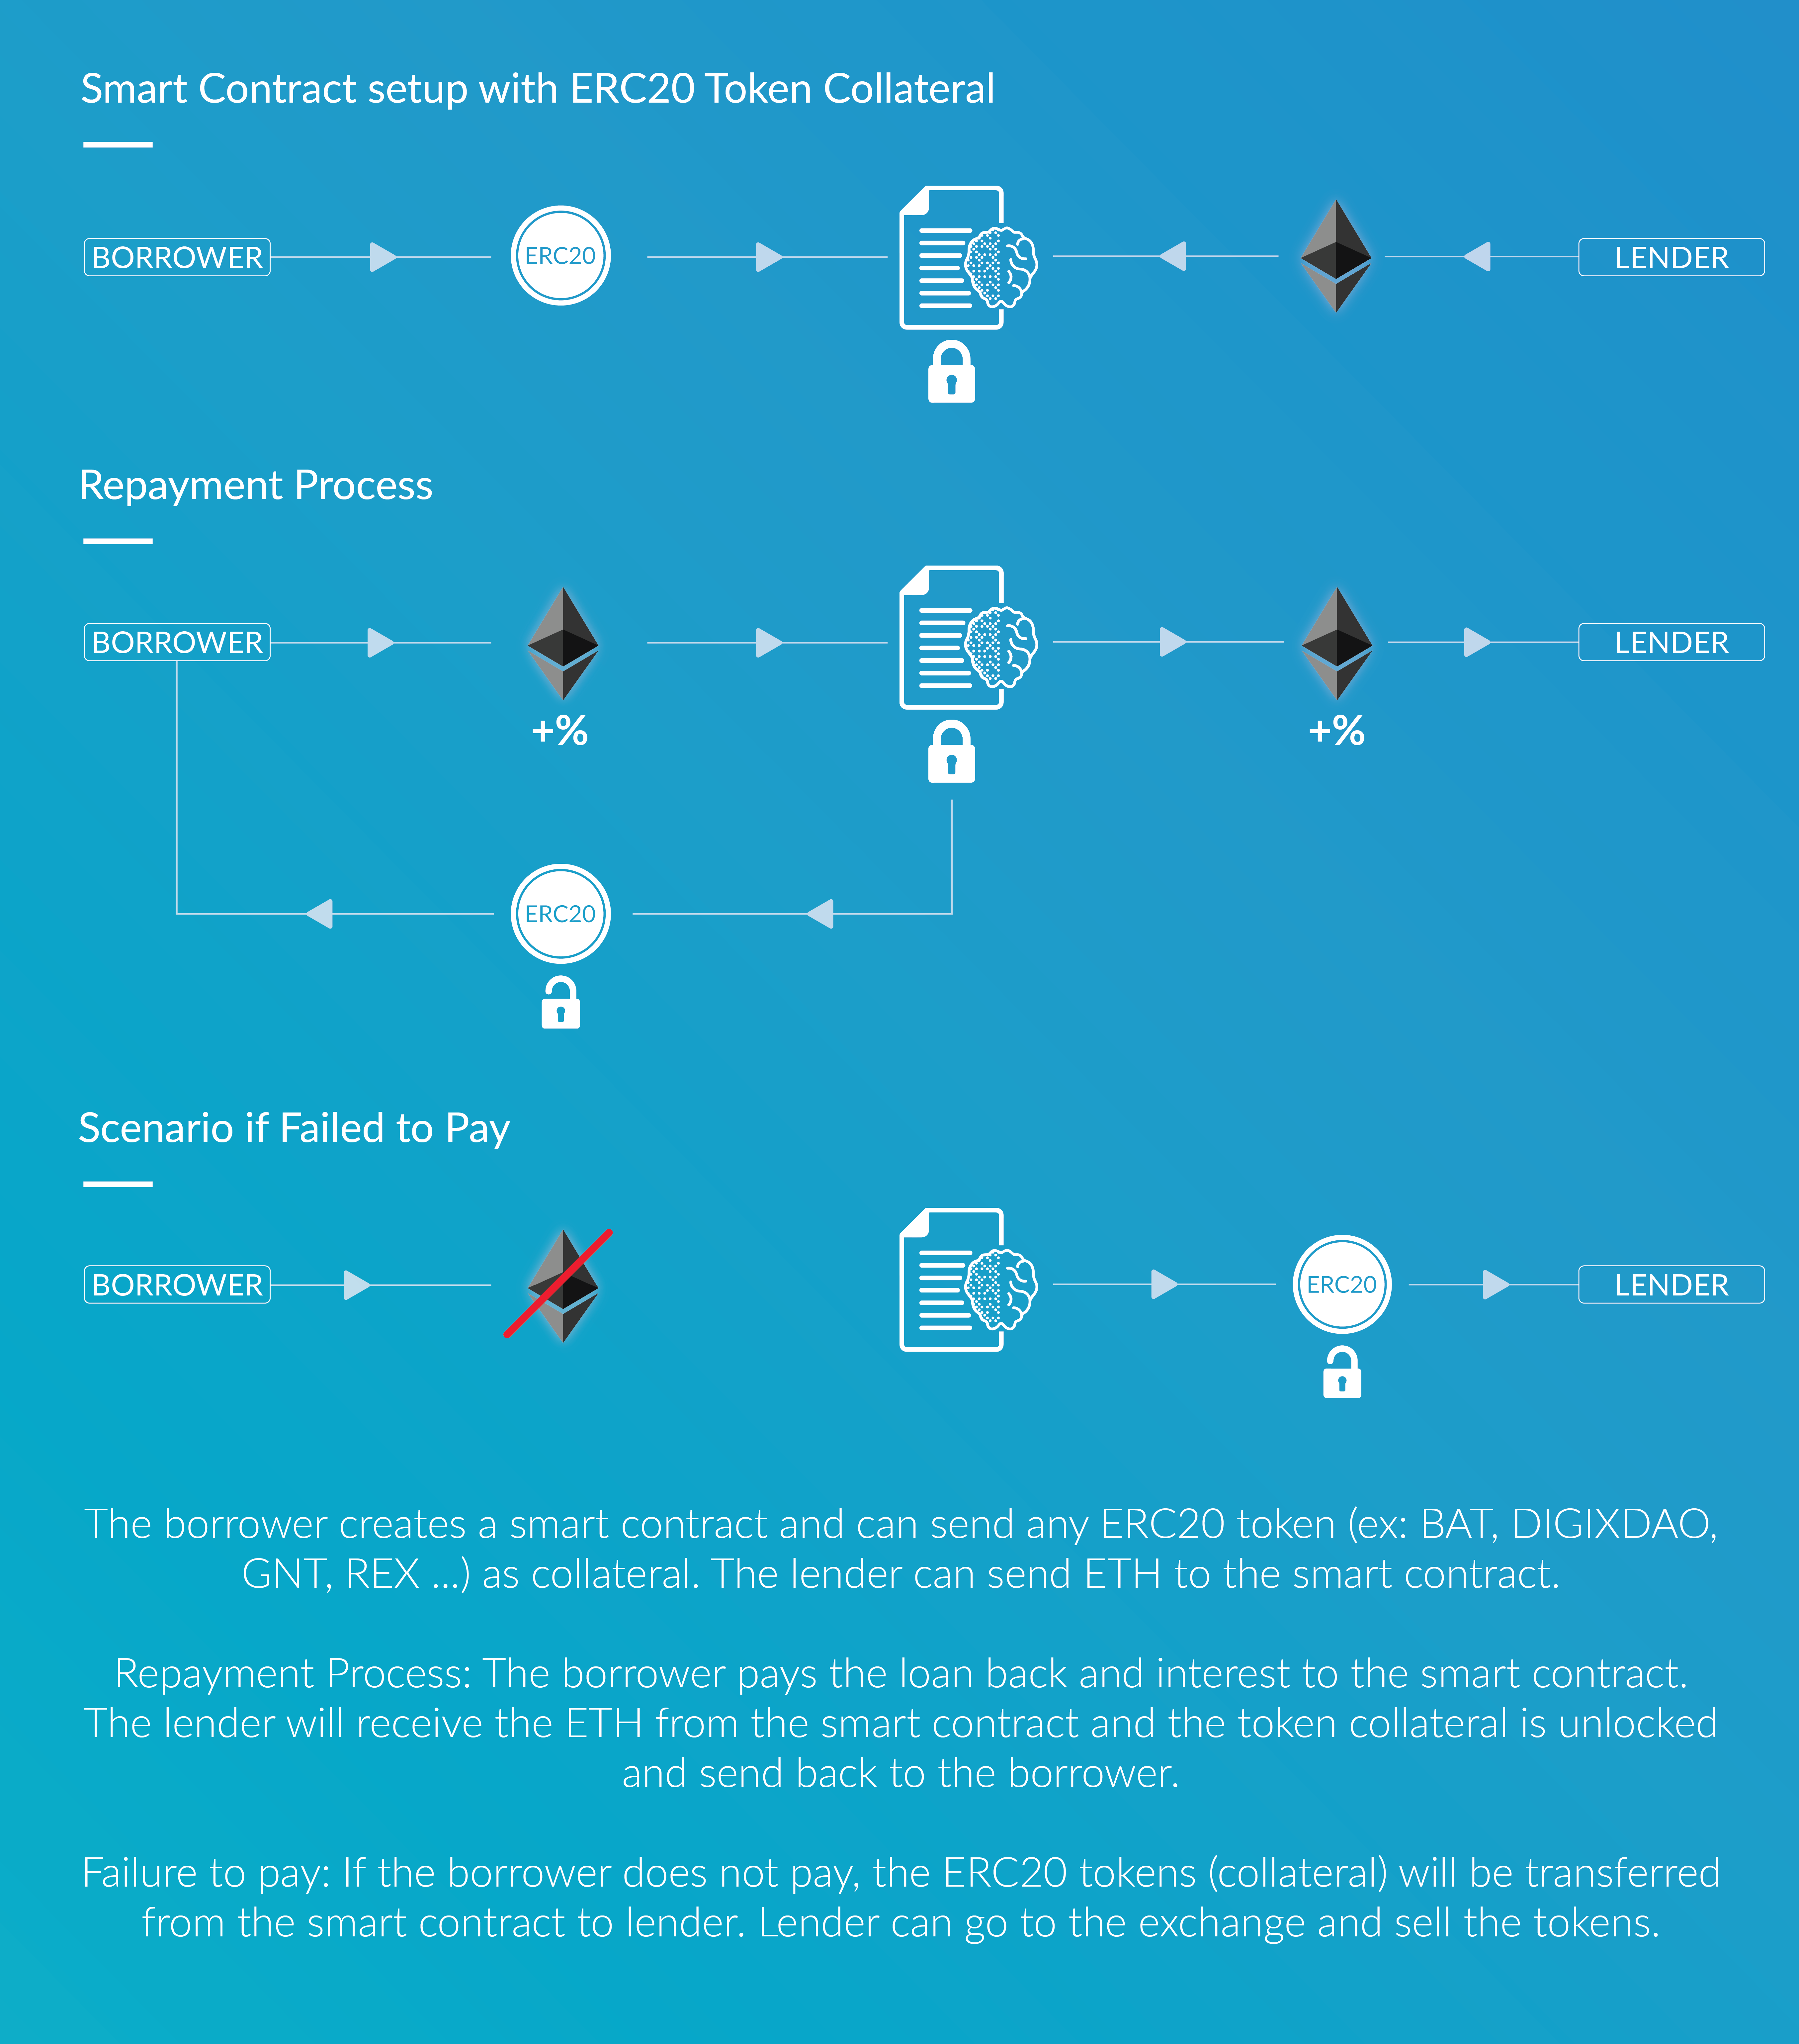 Smart Contract setup with ERC20 Token Collateral
BORROWER
ERC20
LENDER
Repayment Process
BORROWER
LENDER
+%
+%
ERC20
Scenario if Failed to Pay
BORROWER
ERC20
LENDER
The borrower creates a smart contract and can send any ERC20 token (ex: BAT, DIGIXDAO,
GNT, REX ...) as collateral. The lender can send ETH to the smart contract.
Repayment Process: The borrower pays the loan back and interest to the smart contract.
The lender will receive the ETH from the smart contract and the token collateral is unlocked
and send back to the borrower.
Failure to pay: If the borrower does not pay, the ERC20 tokens (collateral) will be transferred
from the smart contract to lender. Lender can go to the exchange and sell the tokens.